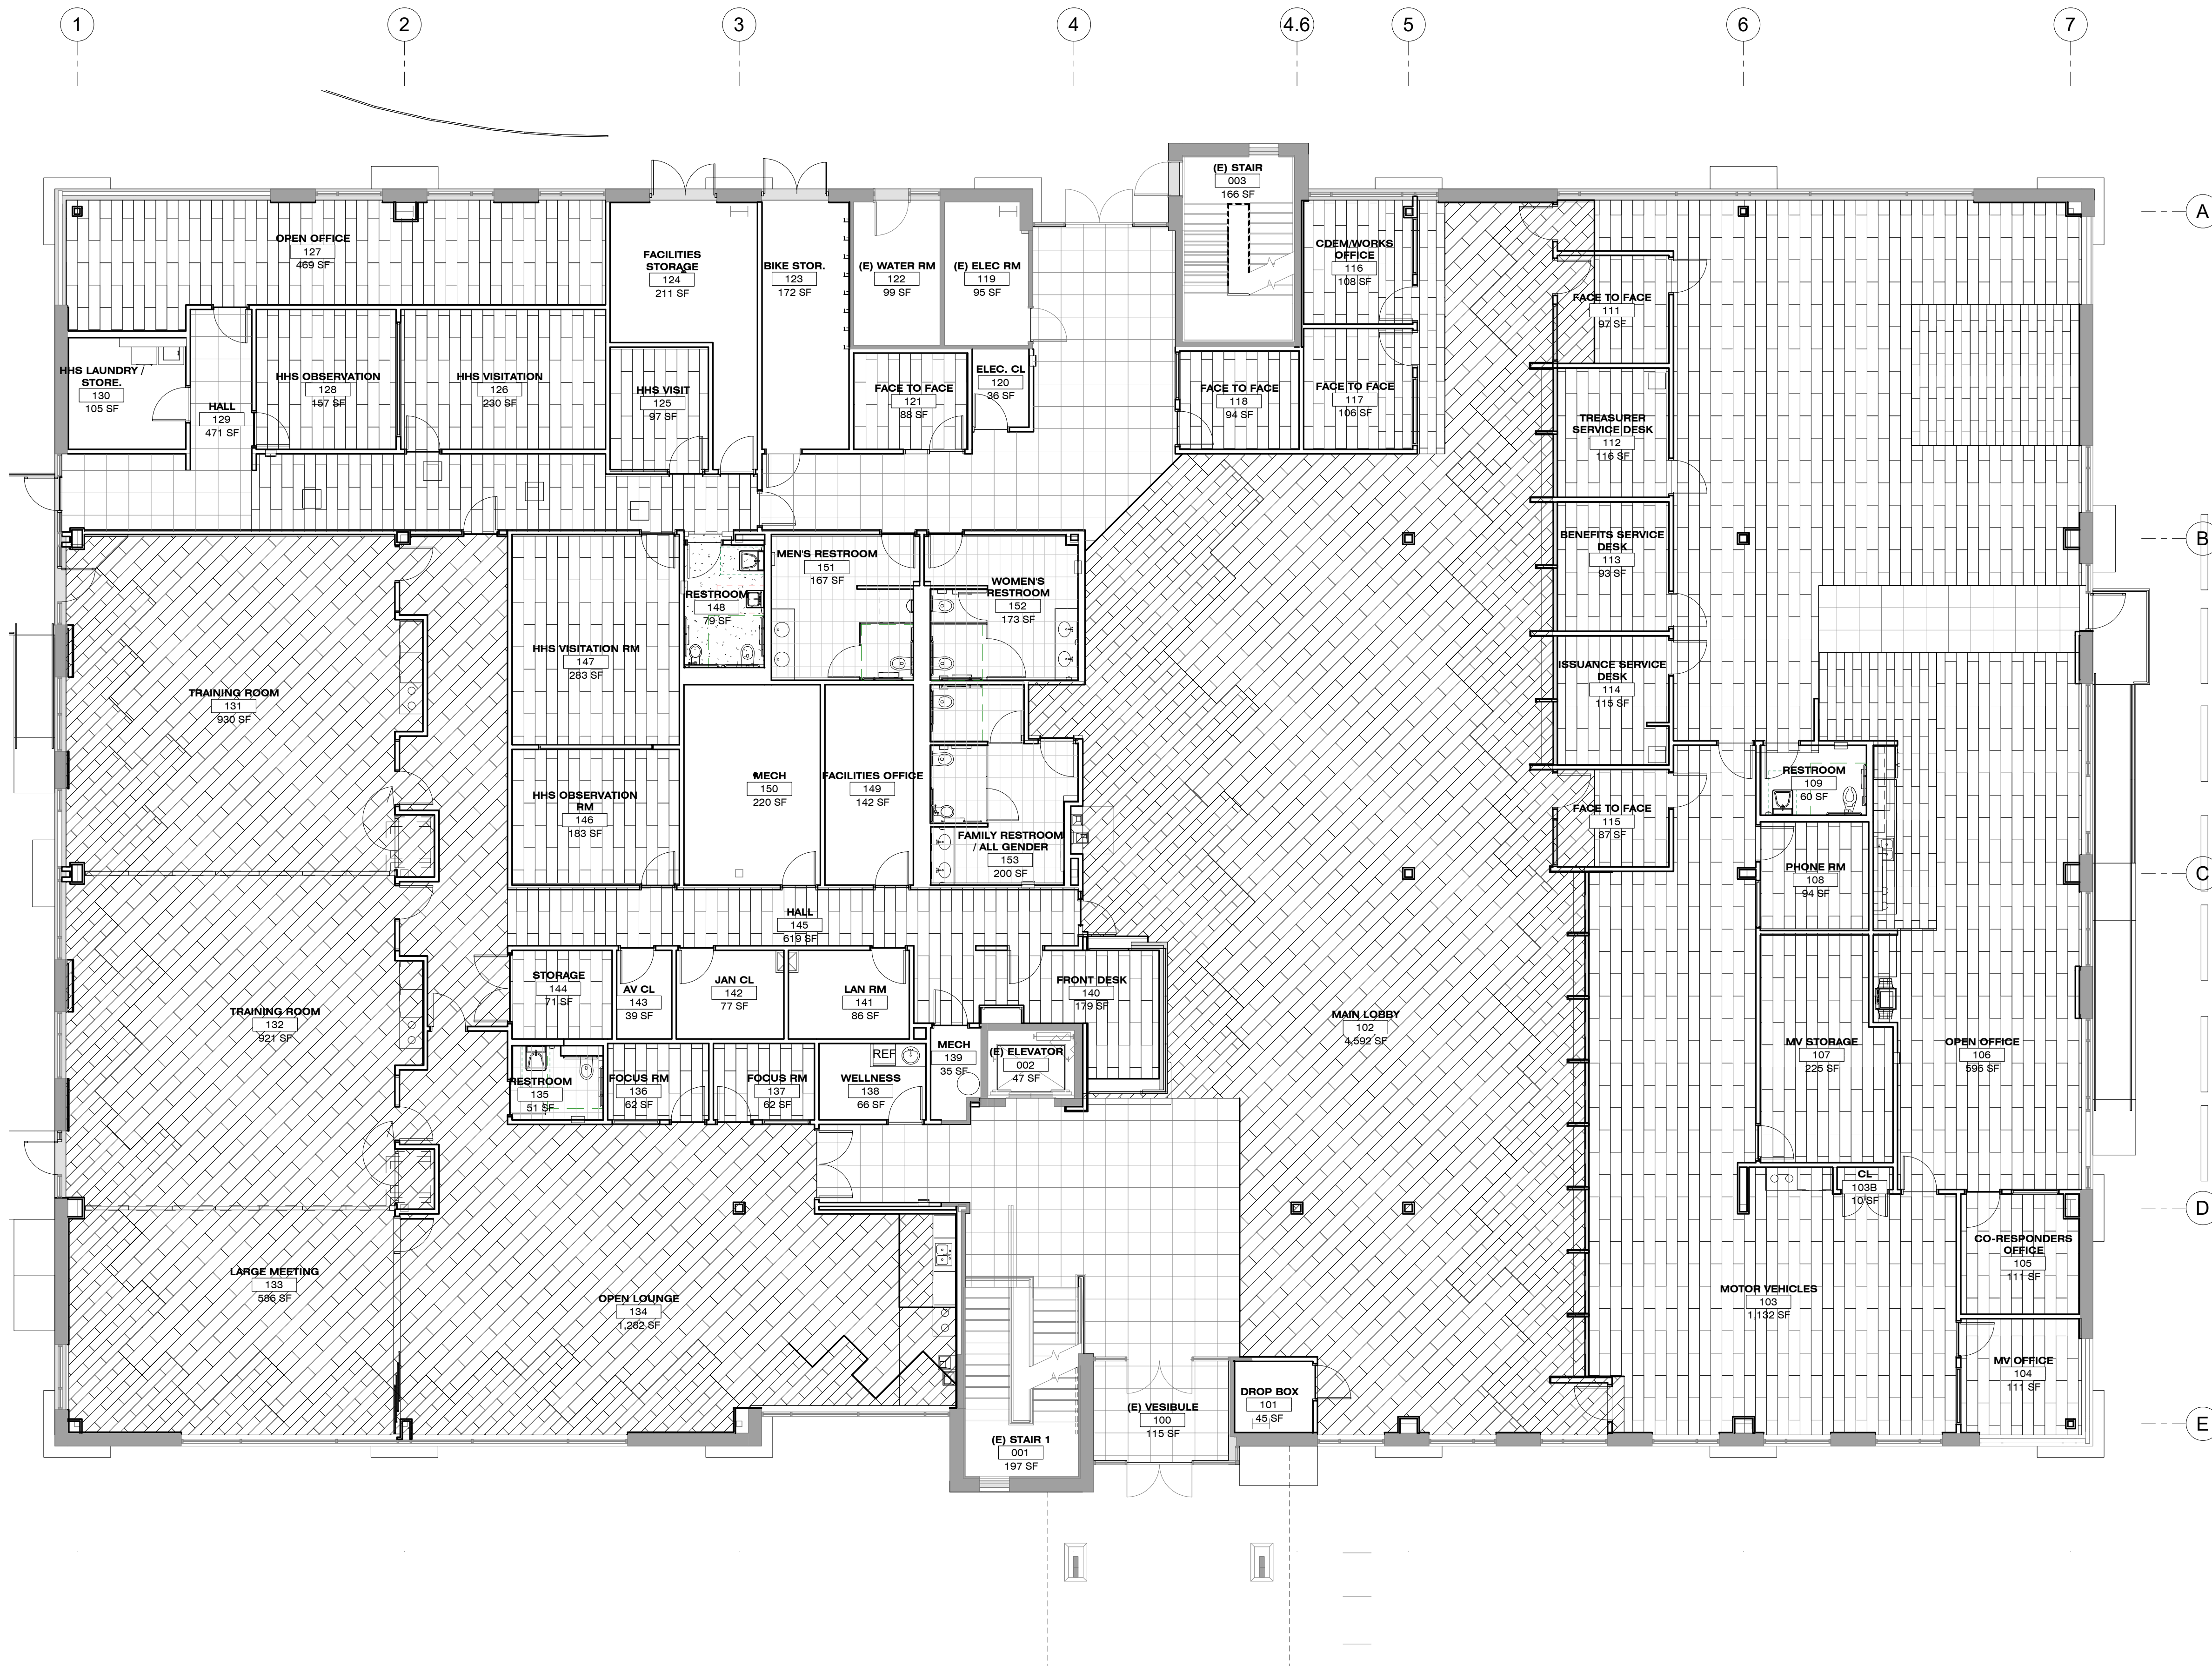 1
2
3
4
4.6
5
6
7
A
B
C
D
E
(E) STAIR
003
166 SF
OPEN OFFICE
127
469 SF
FACILITIES
STORAGE
124
211 SF
BIKE STOR.
123
172 SF
(E) WATER RM
122
99 SF
(E) ELEC RM
119
95 SF
CDEM/WORKS
OFFICE
116
108 SF
FACE TO FACE
111
97 SF
HHS LAUNDRY /
STORE.
130
105 SF
HALL
129
471 SF
HHS OBSERVATION
128
157 SF
HHS VISITATION
126
230 SF
HHS VISIT
125
97 SF
FACE TO FACE
121
88 SF
ELEC. CL
120
36 SF
FACE TO FACE
118
94 SF
FACE TO FACE
117
106 SF
TREASURER
SERVICE DESK
112
116 SF
BENEFITS SERVICE
DESK
113
93 SF
MEN'S RESTROOM
151
167 SF
WOMEN'S
RESTROOM
152
173 SF
RESTROOM
148
79 SF
HHS VISITATION RM
147
283 SF
ISSUANCE SERVICE
DESK
114
115 SF
TRAINING ROOM
131
930 SF
MECH
150
220 SF
FACILITIES OFFICE
149
142 SF
HHS OBSERVATION
RM
146
183 SF
FAMILY RESTROOM
/ ALL GENDER
153
200 SF
FACE TO FACE
115
87 SF
RESTROOM
109
60 SF
PHONE RM
108
94 SF
HALL
145
619 SF
STORAGE
144
71 SF
AV CL
143
39 SF
JAN CL
142
77 SF
LAN RM
141
86 SF
FRONT DESK
140
179 SF
TRAINING ROOM
132
921 SF
MAIN LOBBY
102
4,592 SF
MV STORAGE
107
225 SF
OPEN OFFICE
106
596 SF
RESTROOM
135
51 SF
FOCUS RM
136
62 SF
FOCUS RM
137
62 SF
REF
WELLNESS
138
66 SF
MECH
139
35 SF
(E) ELEVATOR
002
47 SF
CL
103B
10 SF
CO-RESPONDERS
OFFICE
105
111 SF
LARGE MEETING
133
586 SF
OPEN LOUNGE
134
1,282 SF
MOTOR VEHICLES
103
1,132 SF
MV OFFICE
104
111 SF
(E) STAIR 1
001
197 SF
(E) VESIBULE
100
115 SF
DROP BOX
101
45 SF